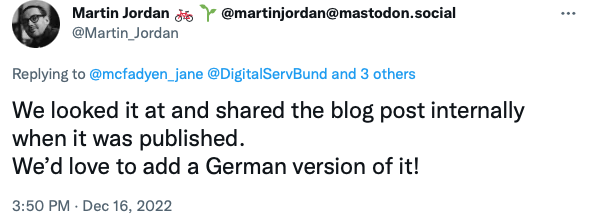 Martin Jordan 🚲 🌱 @martinjordan@mastodon.social
@Martin_Jordan
Replying to @mcfadyen_jane @DigitalServBund and 3 others
We looked it at and shared the blog post internally
when it was published.
We’d love to add a German version of it!
3:50 PM · Dec 16, 2022